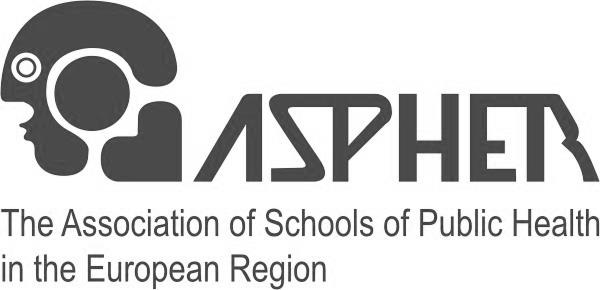 ASPHER
The Association of Schools of Public Health
in the European Region